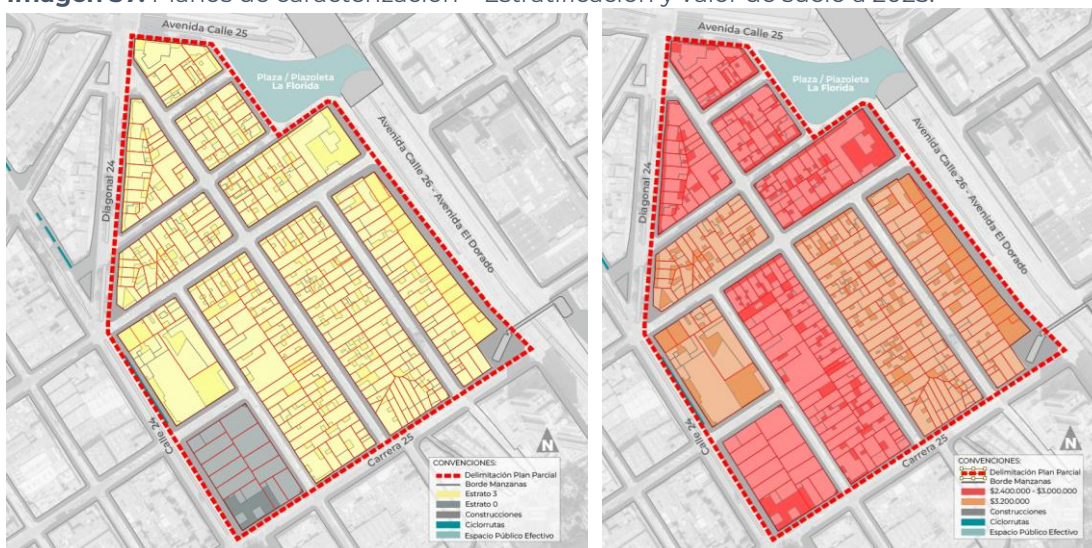 Imagen 37. Planos de caracterización - Estratificación y valor de suelo a 2023.
Avenida Calle 25
Plaza / Plazoleta
La Florida
Avenida Calle 26 - Avenida El Dorado
Diagonal 24
Calle 24
Carrera 25
N
CONVENCIONES:
Delimitación Plan Parcial
Borde Manzanas
Estrato 3
Estrato 0
Construcciones
Ciclorrutas
Espacio Público Efectivo
Avenida Calle 25
Plaza / Plazoleta
La Florida
Avenida Calle 26 - Avenida El Dorado
Diagonal 24
Calle 24
Carrera 25
N
CONVENCIONES:
Delimitación Plan Parcial
Borde Manzanas
$2.400.000 - $3.000.000
$3.200.000
Construcciones
Ciclorrutas
Espacio Público Efectivo